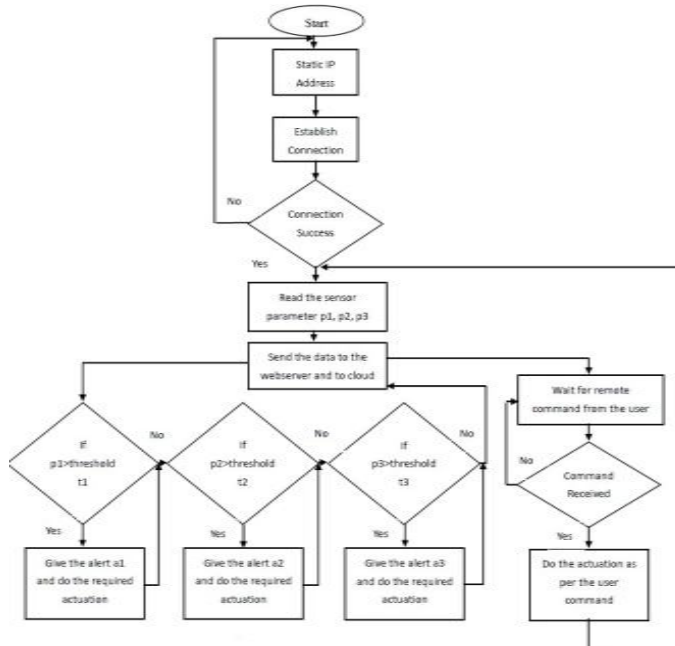 Start
Static IP
Address
Establish
Connection
No
Connection
Success
Yes
Read the sensor
parameter p1, p2, p3
Send the data to the
webserver and to cloud
Wait for remote
command from the user
If
p1>threshold
t1
No
If
p2>threshold
t2
No
If
p3>threshold
t3
No
No
Command
Received
Yes
Yes
Yes
Yes
Give the alert a1
and do the required
actuation
Give the alert a2
and do the required
actuation
Give the alert a3
and do the required
actuation
Do the actuation as
per the user
command